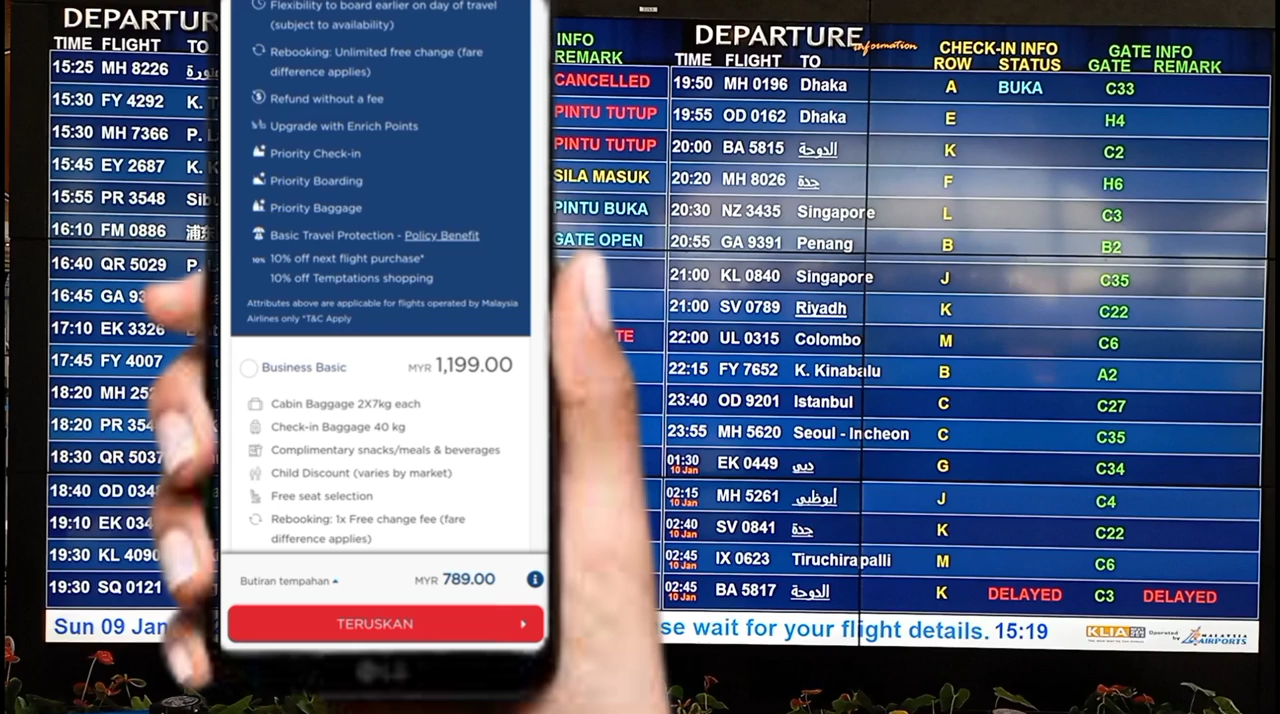 DEPARTURE
TIME FLIGHT TO
15:25 MH 8226
15:30 FY 4292 K.
15:30 MH 7366 P.
15:45 EY 2687 K.
15:55 PR 3548 Sib
16:10 FM 0886 浦东
16:40 QR 5029 P.
16:45 GA
17:10 EK 3326
17:45 FY 4007
18:20 MH
18:20 PR
18:30 QR 5037
18:40 OD
19:10 EK
19:30 KL 4090
19:30 SQ 0121
Sun 09 Jan
Flexibility to board earlier on day of travel
(subject to availability)
Rebooking: Unlimited free change (fare
difference applies)
Refund without a fee
Upgrade with Enrich Points
Priority Check-in
Priority Boarding
Priority Baggage
Basic Travel Protection - Policy Benefit
10% 10% off next flight purchase*
10% off Temptations shopping
Attributes above are applicable for flights operated by Malaysia
Airlines only *T&C Apply
Business Basic MYR 1,199.00
Cabin Baggage 2X7kg each
Check-in Baggage 40 kg
Complimentary snacks/meals & beverages
Child Discount (varies by market)
Free seat selection
Rebooking: 1x Free change fee (fare
difference applies)
Butiran tempahan MYR 789.00
TERUSKAN
LG
INFO
REMARK
CANCELLED
PINTU TUTUP
PINTU TUTUP
SILA MASUK
PINTU BUKA
GATE OPEN
TE
DEPARTURE information
CHECK-IN INFO GATE INFO
TIME FLIGHT TO ROW STATUS GATE REMARK
19:50 MH 0196 Dhaka A BUKA C33
19:55 OD 0162 Dhaka E H4
20:00 BA 5815 الدوحة K C2
20:20 MH 8026 جدة F H6
20:30 NZ 3435 Singapore L C3
20:55 GA 9391 Penang B B2
21:00 KL 0840 Singapore J C35
21:00 SV 0789 Riyadh K C22
22:00 UL 0315 Colombo M C6
22:15 FY 7652 K. Kinabalu B A2
23:40 OD 9201 Istanbul C C27
23:55 MH 5620 Seoul - Incheon C C35
01:30 10 Jan EK 0449 دبي G C34
02:15 10 Jan MH 5261 أبوظبي J C4
02:40 10 Jan SV 0841 جدة K C22
02:45 10 Jan IX 0623 Tiruchirapalli M C6
02:45 10 Jan BA 5817 الدوحة K DELAYED C3 DELAYED
se wait for your flight details. 15:19
KLIA Operated by MALAYSIA AIRPORTS